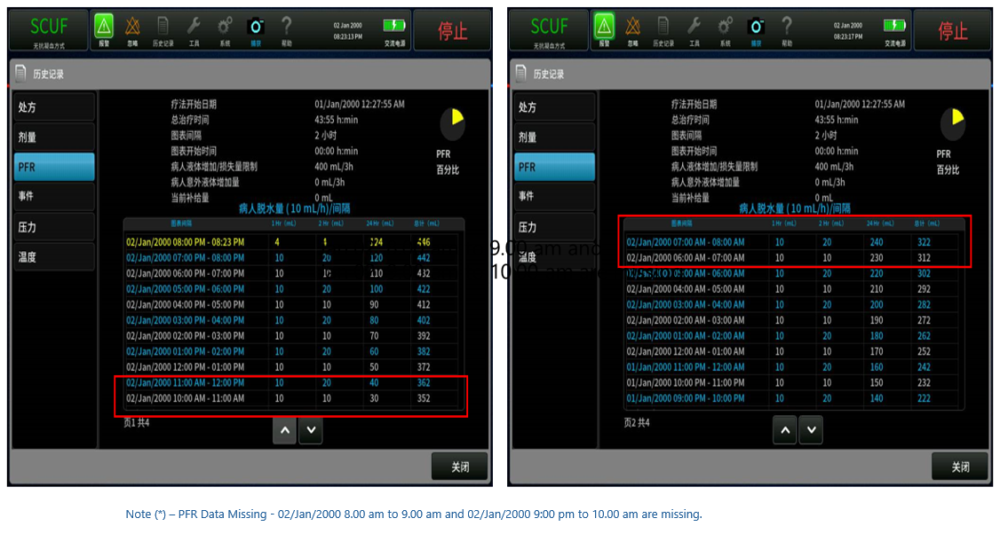 SCUF
无抗凝血方式
报警
忽略
历史记录
工具
系统
捕获
帮助
02 Jan 2000
08:23:13 PM
交流电源
停止
历史记录
处方
剂量
PFR
事件
压力
温度
疗法开始日期 01/Jan/2000 12:27:55 AM
总治疗时间 43:55 h:min
图表间隔 2 小时
图表开始时间 00:00 h:min
病人液体增加/损失量限制 400 mL/3h
病人意外液体增加量 0 mL/3h
当前补给量 0 mL
PFR
百分比
病人脱水量 (10 mL/h)/间隔
图表间隔 1 Hr (mL) 2 Hr (mL) 24 Hr (mL) 总计 (mL)
02/Jan/2000 08:00 PM - 08:23 PM 4 4 124 446
02/Jan/2000 07:00 PM - 08:00 PM 10 20 120 442
02/Jan/2000 06:00 PM - 07:00 PM 10 10 110 432
02/Jan/2000 05:00 PM - 06:00 PM 10 20 100 422
02/Jan/2000 04:00 PM - 05:00 PM 10 10 90 412
02/Jan/2000 03:00 PM - 04:00 PM 10 20 80 402
02/Jan/2000 02:00 PM - 03:00 PM 10 10 70 392
02/Jan/2000 01:00 PM - 02:00 PM 10 20 60 382
02/Jan/2000 12:00 PM - 01:00 PM 10 10 50 372
02/Jan/2000 11:00 AM - 12:00 PM 10 20 40 362
02/Jan/2000 10:00 AM - 11:00 AM 10 10 30 352
页1 共4
关闭
9.00 am and
10.00 am are
SCUF
无抗凝血方式
报警
忽略
历史记录
工具
系统
捕获
帮助
02 Jan 2000
08:23:17 PM
交流电源
停止
历史记录
处方
剂量
PFR
事件
压力
温度
疗法开始日期 01/Jan/2000 12:27:55 AM
总治疗时间 43:55 h:min
图表间隔 2 小时
图表开始时间 00:00 h:min
病人液体增加/损失量限制 400 mL/3h
病人意外液体增加量 0 mL/3h
当前补给量 0 mL
PFR
百分比
病人脱水量 (10 mL/h)/间隔
图表间隔 1 Hr (mL) 2 Hr (mL) 24 Hr (mL) 总计 (mL)
02/Jan/2000 07:00 AM - 08:00 AM 10 20 240 322
02/Jan/2000 06:00 AM - 07:00 AM 10 10 230 312
02/Jan/2000 05:00 AM - 06:00 AM 10 20 220 302
02/Jan/2000 04:00 AM - 05:00 AM 10 10 210 292
02/Jan/2000 03:00 AM - 04:00 AM 10 20 200 282
02/Jan/2000 02:00 AM - 03:00 AM 10 10 190 272
02/Jan/2000 01:00 AM - 02:00 AM 10 20 180 262
02/Jan/2000 12:00 AM - 01:00 AM 10 10 170 252
01/Jan/2000 11:00 PM - 12:00 AM 10 20 160 242
01/Jan/2000 10:00 PM - 11:00 PM 10 10 150 232
01/Jan/2000 09:00 PM - 10:00 PM 10 20 140 222
页2 共4
关闭
Note (*) – PFR Data Missing - 02/Jan/2000 8.00 am to 9.00 am and 02/Jan/2000 9:00 pm to 10.00 am are missing.